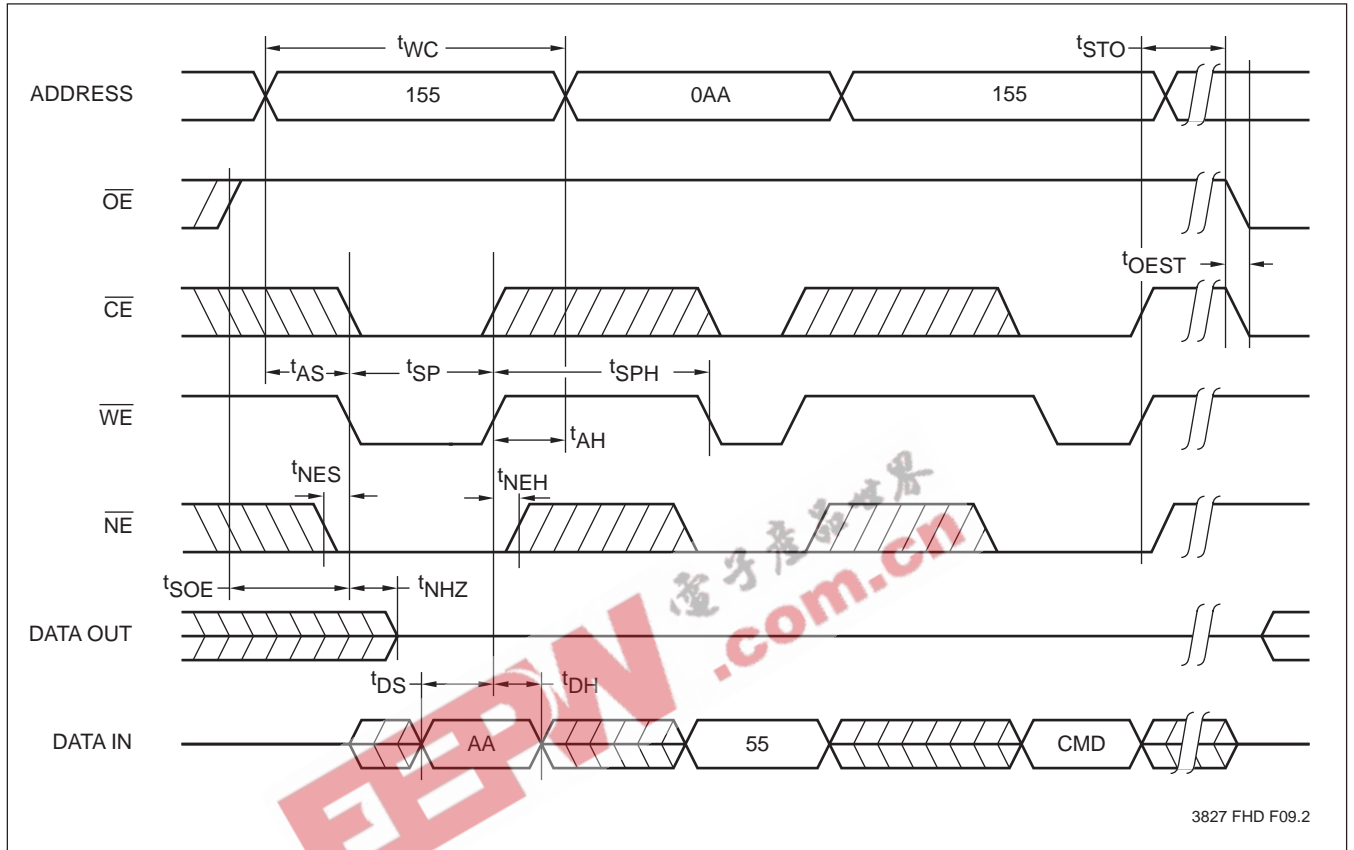 tWC
tSTO
ADDRESS
155
0AA
155
OE
tOEST
CE
tAS
tSP
tSPH
WE
tAH
tNES
tNEH
NE
tSOE
tNHZ
DATA OUT
tDS
tDH
DATA IN
AA
55
CMD
3827 FHD F09.2
EEPW
.com.cn
電子產品世界